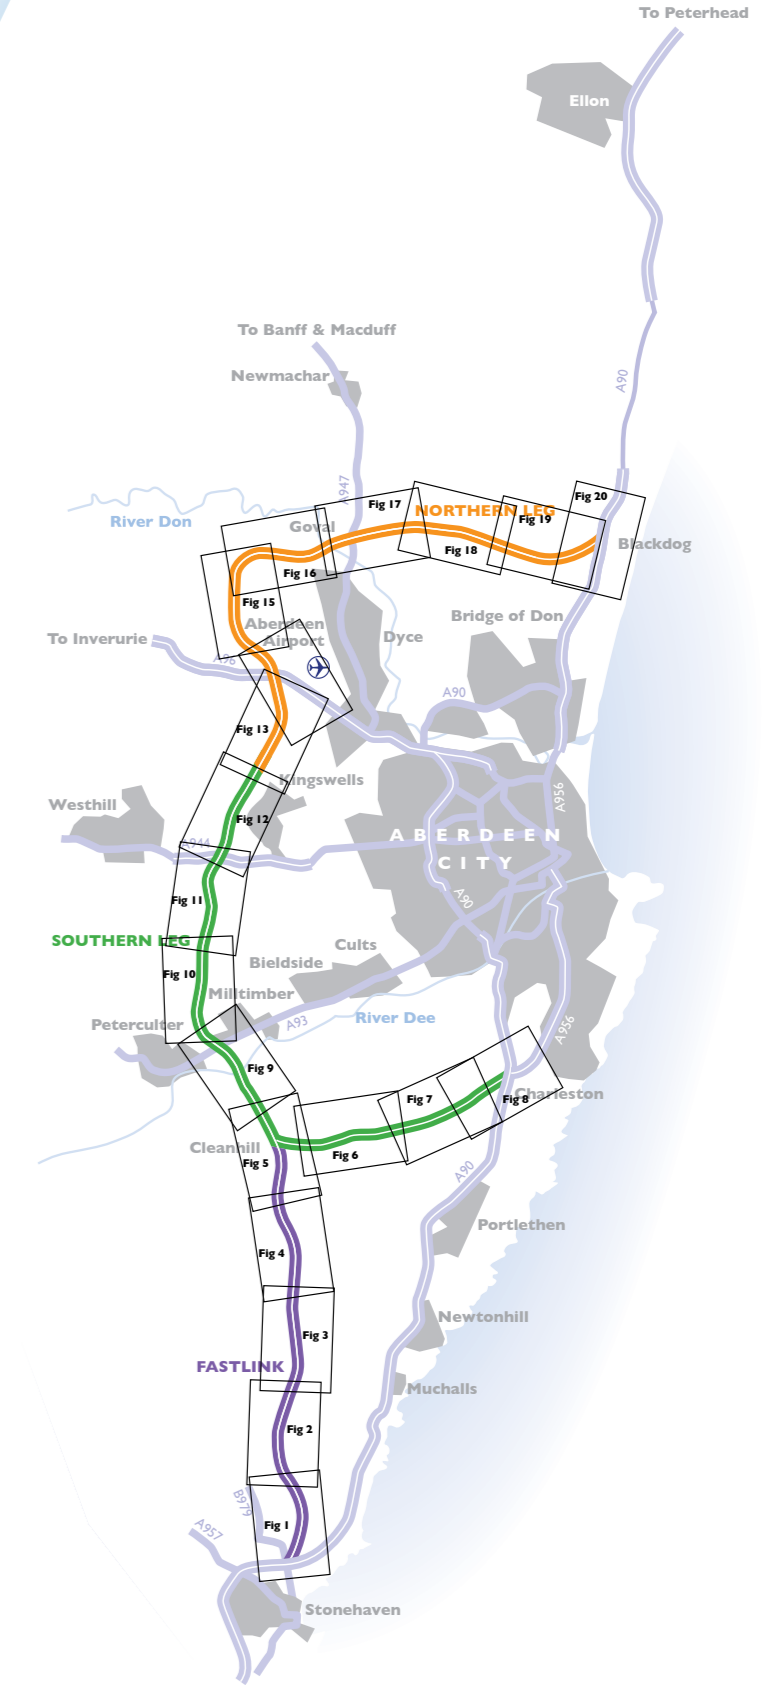 To Peterhead
Ellon
To Banff & Macduff
Newmachar
A90
A947
Fig 20
Fig 17
NORTHERN LEG
Fig 19
River Don
Goval
Fig 18
Blackdog
Fig 16
Fig 15
Bridge of Don
Aberdeen
Airport
To Inverurie
Dyce
A96
A90
Fig 13
Kingswells
Westhill
A956
Fig 12
ABERDEEN
CITY
A944
A90
Fig 11
SOUTHERN LEG
Cults
Bieldside
Fig 10
Milltimber
Peterculter
A93
River Dee
A956
Fig 9
Charleston
Fig 8
Fig 7
Cleanhill
Fig 6
Fig 5
A90
Portlethen
Fig 4
Newtonhill
Fig 3
FASTLINK
Muchalls
Fig 2
B979
Fig 1
A957
Stonehaven